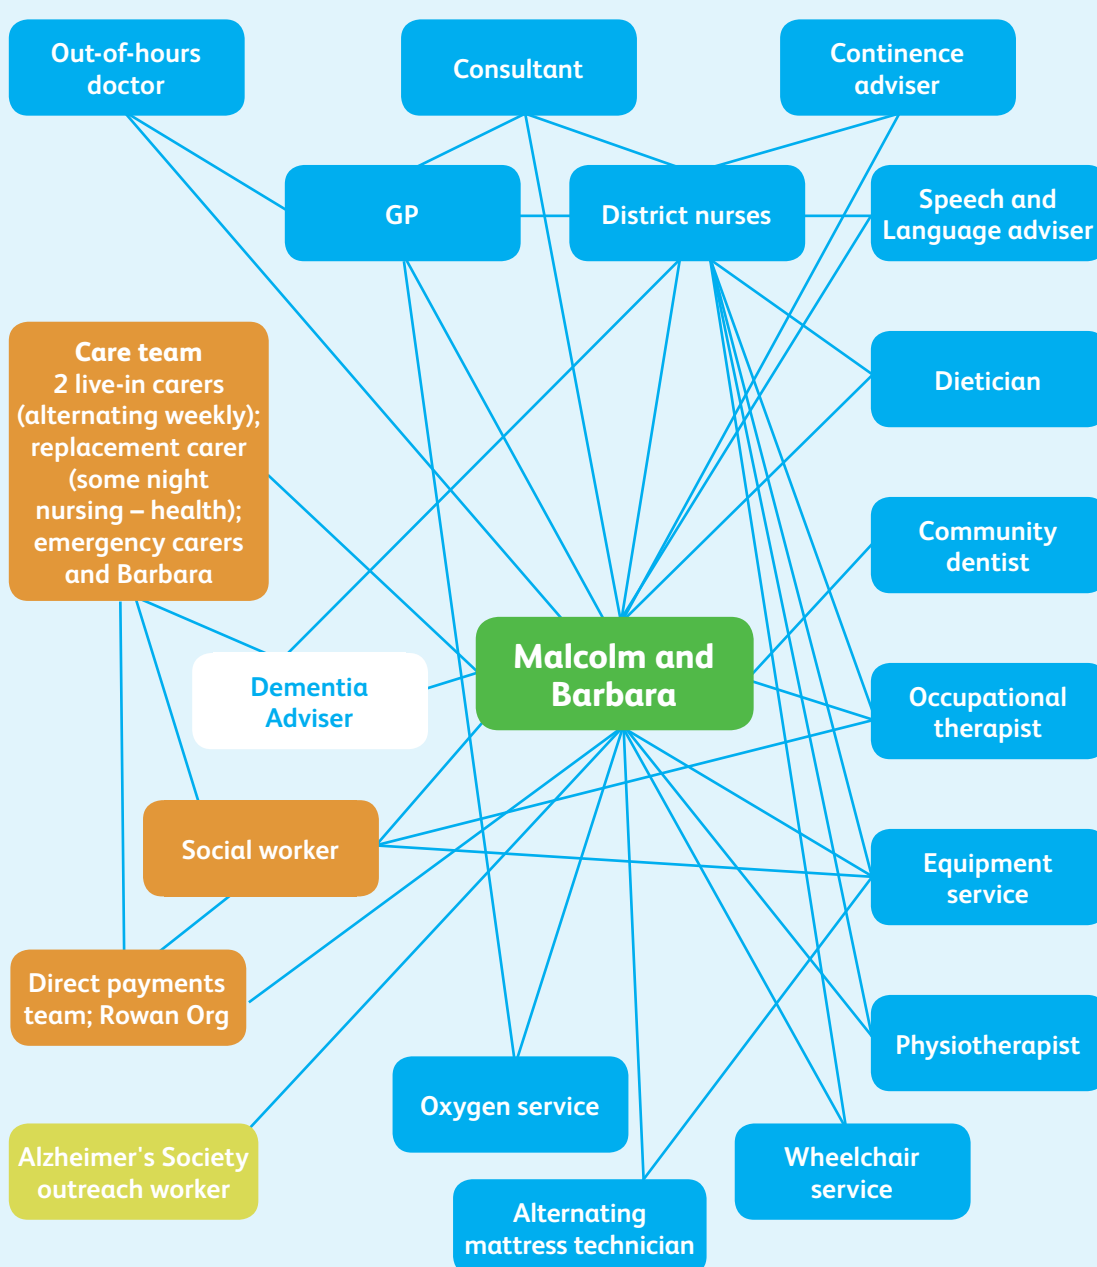 Out-of-hours
doctor
Consultant
Continence
adviser
GP
District nurses
Speech and
Language adviser
Care team
2 live-in carers
(alternating weekly);
replacement carer
(some night
nursing – health);
emergency carers
and Barbara
Dietician
Community
dentist
Malcolm and
Barbara
Dementia
Adviser
Occupational
therapist
Social worker
Equipment
service
Direct payments
team; Rowan Org
Physiotherapist
Oxygen service
Alzheimer's Society
outreach worker
Wheelchair
service
Alternating
mattress technician